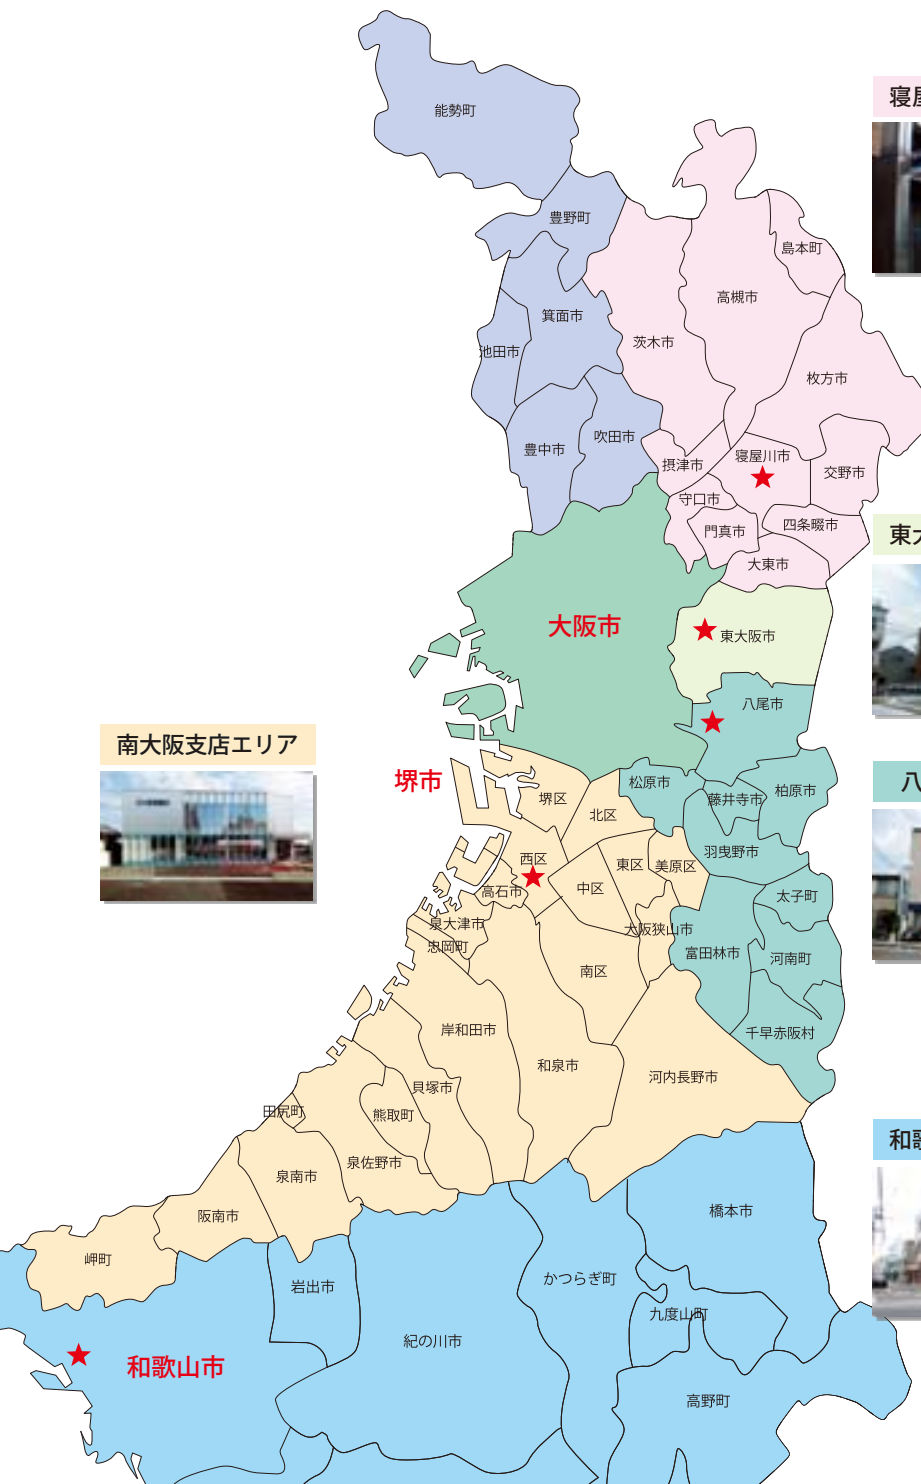 能勢町
寝屋
豊野町
島本町
高槻市
箕面市
池田市
茨木市
枚方市
吹田市
豊中市
摂津市
寝屋川市
交野市
守口市
門真市
四条畷市
東大
大東市
大阪市
東大阪市
八尾市
南大阪支店エリア
堺市
松原市
柏原市
八
藤井寺市
堺区
北区
西区
東区
美原区
羽曳野市
中区
高石市
太子町
泉大津市
大阪狭山市
忠岡町
富田林市
河南町
南区
岸和田市
千早赤阪村
和泉市
河内長野市
貝塚市
田尻町
熊取町
和歌
泉佐野市
泉南市
阪南市
橋本市
岬町
岩出市
かつらぎ町
九度山町
紀の川市
和歌山市
高野町